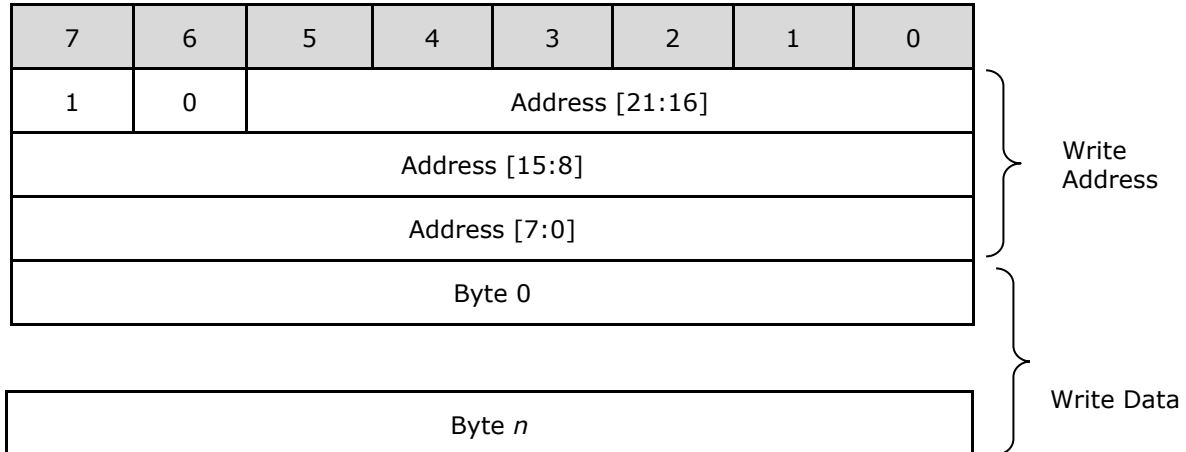 7 6 5 4 3 2 1 0
1 0 Address [21:16]
Address [15:8]
Write
Address
Address [7:0]
Byte 0
Write Data
Byte n